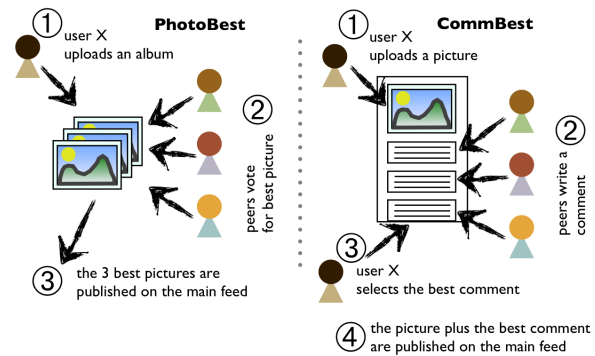 PhotoBest
1
user X
uploads an album
2
peers vote
for best picture
3
the 3 best pictures are
published on the main feed
CommBest
1
user X
uploads a picture
2
peers write a
comment
3
user X
selects the best comment
4
the picture plus the best comment
are published on the main feed